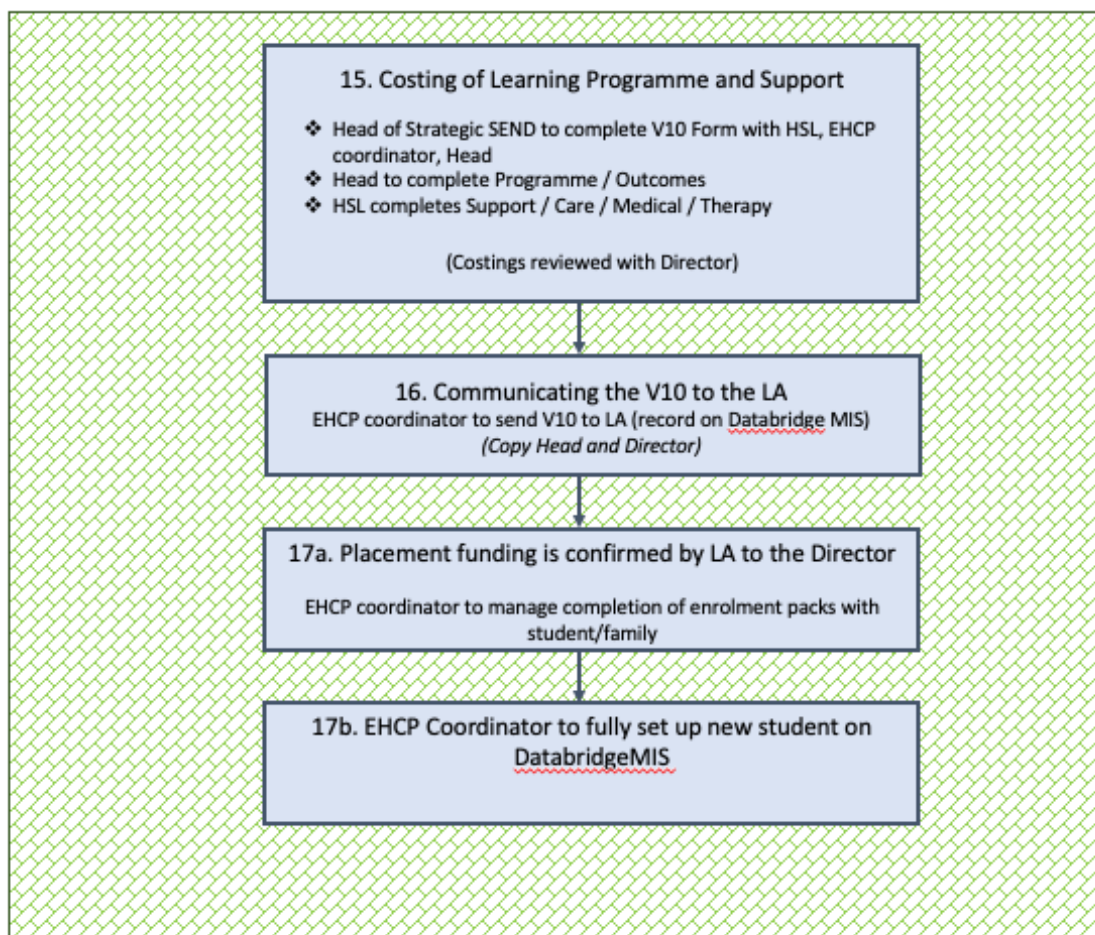 15. Costing of Learning Programme and Support
❖ Head of Strategic SEND to complete V10 Form with HSL, EHCP
coordinator, Head
❖ Head to complete Programme / Outcomes
❖ HSL completes Support / Care / Medical / Therapy
(Costings reviewed with Director)
16. Communicating the V10 to the LA
EHCP coordinator to send V10 to LA (record on Databridge MIS)
(Copy Head and Director)
17a. Placement funding is confirmed by LA to the Director
EHCP coordinator to manage completion of enrolment packs with
student/family
17b. EHCP Coordinator to fully set up new student on
DatabridgeMIS